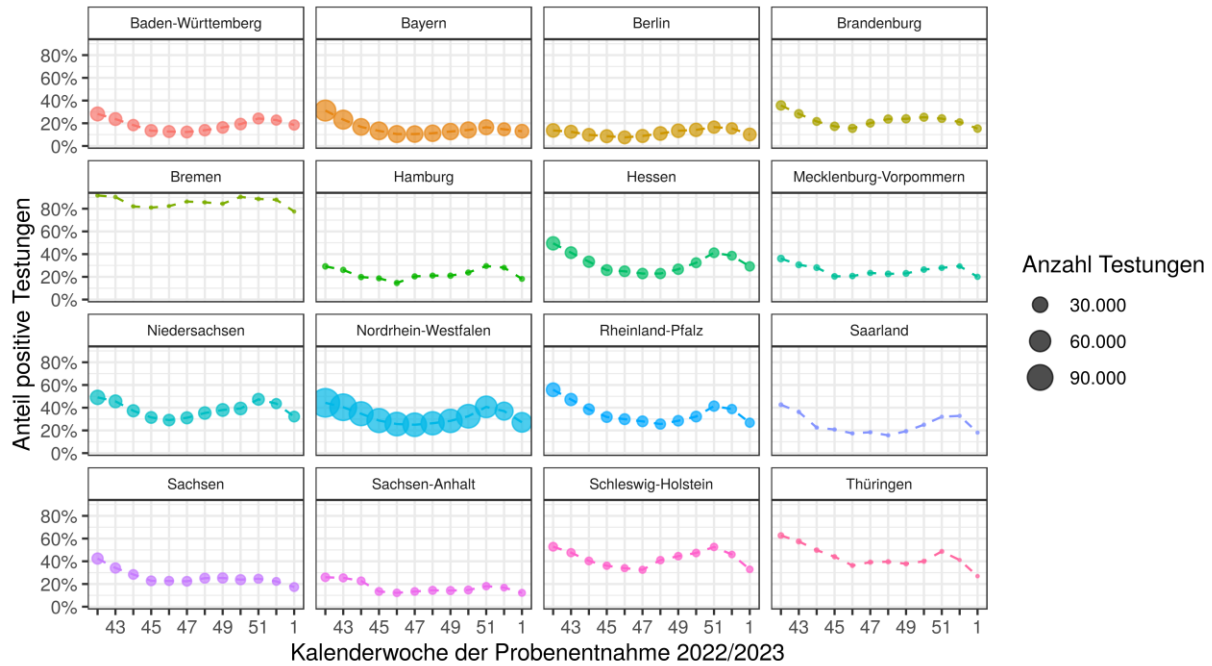 Baden-Württemberg Bayern Berlin Brandenburg
80%
60%
40%
20%
0%
Bremen Hamburg Hessen Mecklenburg-Vorpommern
80%
60%
40%
20%
0%
Niedersachsen Nordrhein-Westfalen Rheinland-Pfalz Saarland
80%
60%
40%
20%
0%
Sachsen Sachsen-Anhalt Schleswig-Holstein Thüringen
80%
60%
40%
20%
0%
43 45 47 49 51 1 43 45 47 49 51 1 43 45 47 49 51 1 43 45 47 49 51 1
Kalenderwoche der Probenentnahme 2022/2023
Anteil positive Testungen
Anzahl Testungen
30.000
60.000
90.000